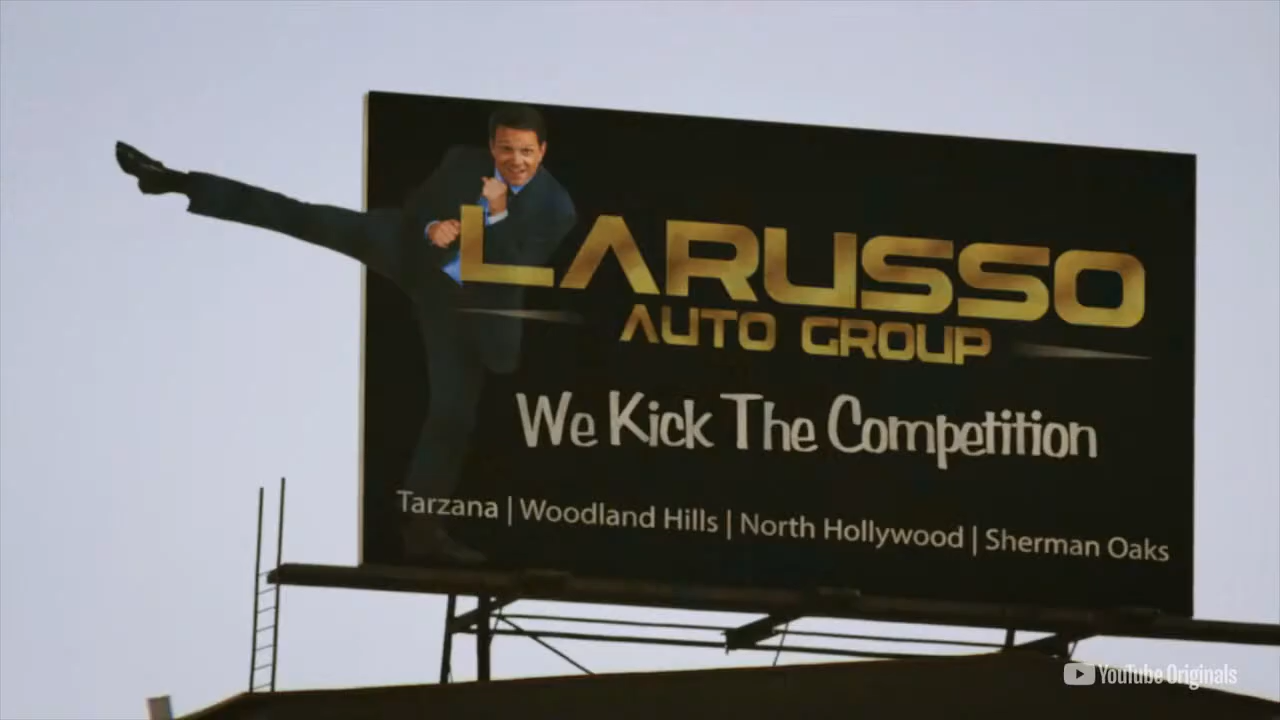 LARUSSO
AUTO GROUP
We Kick The Competition
Tarzana | Woodland Hills | North Hollywood | Sherman Oaks
YouTube Originals